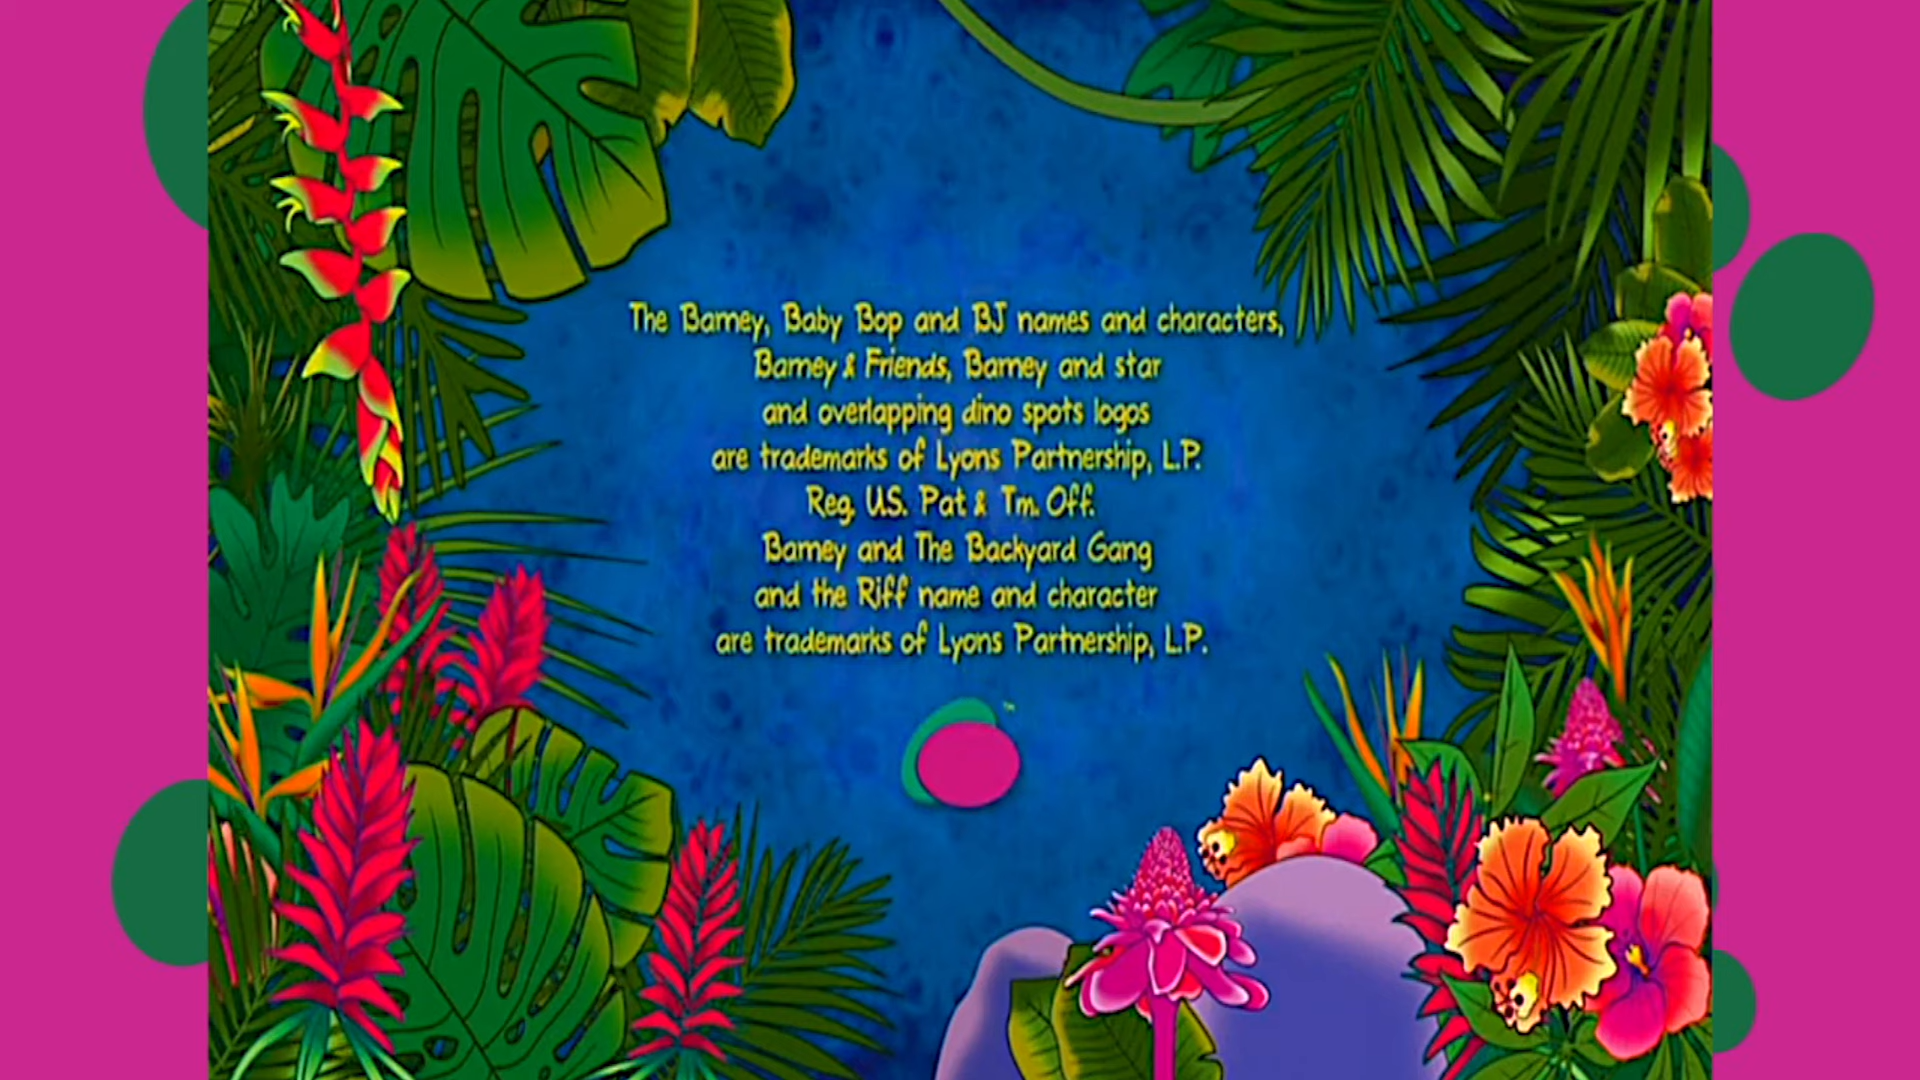 The Barney, Baby Bop and BJ names and characters,
Barney & Friends, Barney and star
and overlapping dino spots logos
are trademarks of Lyons Partnership, L.P.
Reg. U.S. Pat & Tm. Off.
Barney and The Backyard Gang
and the Riff name and character
are trademarks of Lyons Partnership, L.P.
™